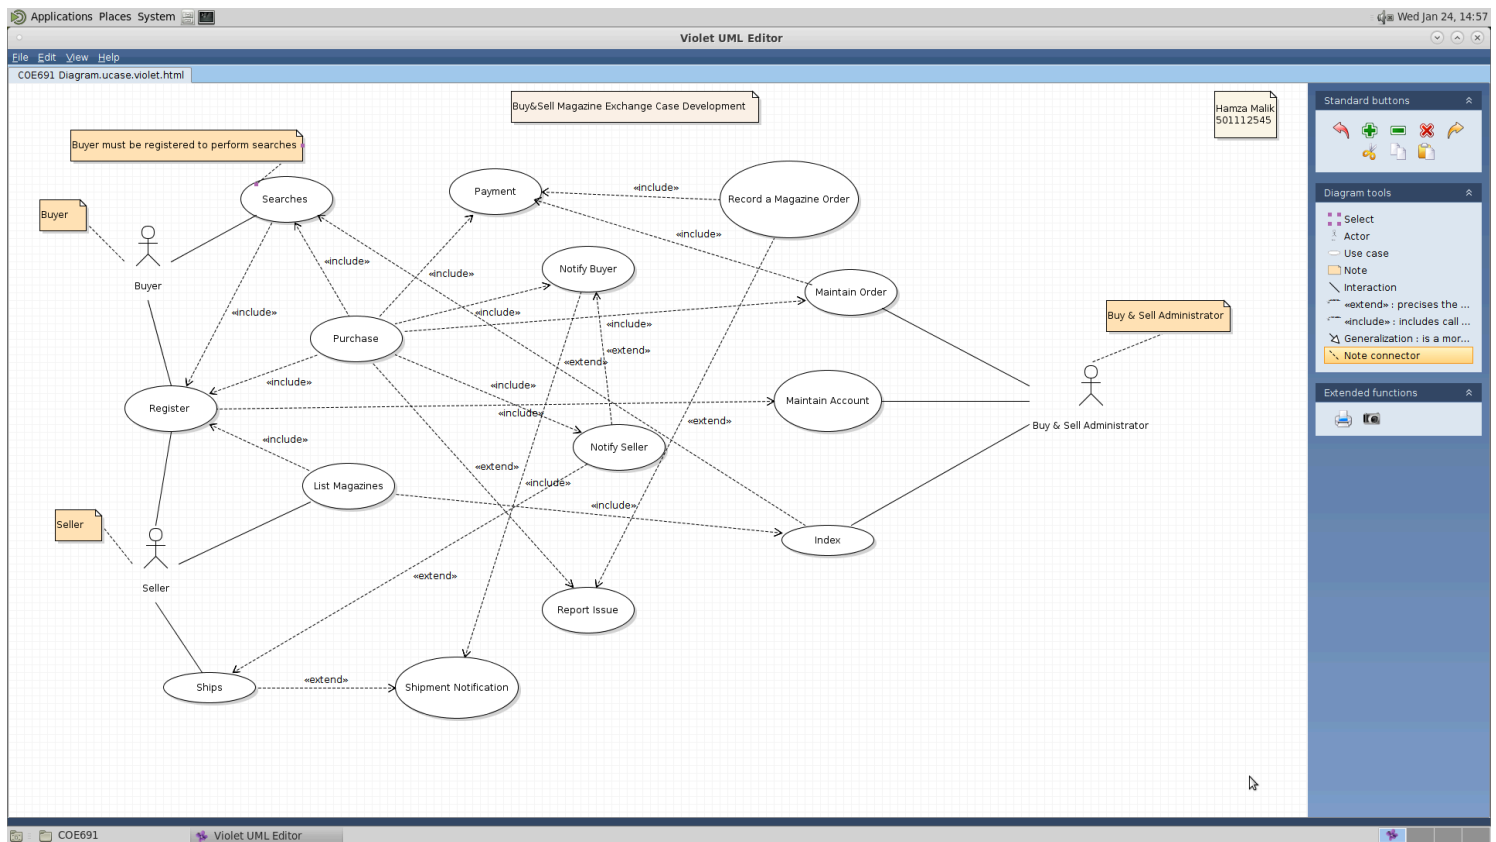 Applications Places System
Wed Jan 24, 14:57
Violet UML Editor
File Edit View Help
COE691 Diagram.ucase.violet.html
Buy&Sell Magazine Exchange Case Development
Hamza Malik
501112545
Buyer must be registered to perform searches
Searches
Payment
«include»
Record a Magazine Order
Buyer
«include»
«include»
Notify Buyer
«include»
Buyer
Maintain Order
«include»
«include»
«include»
Buy & Sell Administrator
Purchase
«extend»
«extend»
«include»
«include»
Register
«include»
Maintain Account
«extend»
Buy & Sell Administrator
«include»
Notify Seller
«extend»
List Magazines
«include»
«include»
Seller
Index
«extend»
Seller
Report Issue
«extend»
Ships
Shipment Notification
Standard buttons
Diagram tools
Select
Actor
Use case
Note
Interaction
«extend» : precises the ...
«include» : includes call ...
Generalization : is a mor...
Note connector
Extended functions
COE691
Violet UML Editor